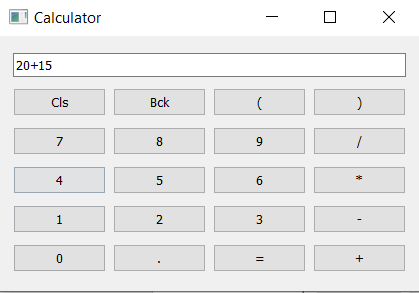 Calculator
20+15
Cls Bck ( )
7 8 9 /
4 5 6 *
1 2 3 -
0 . = +